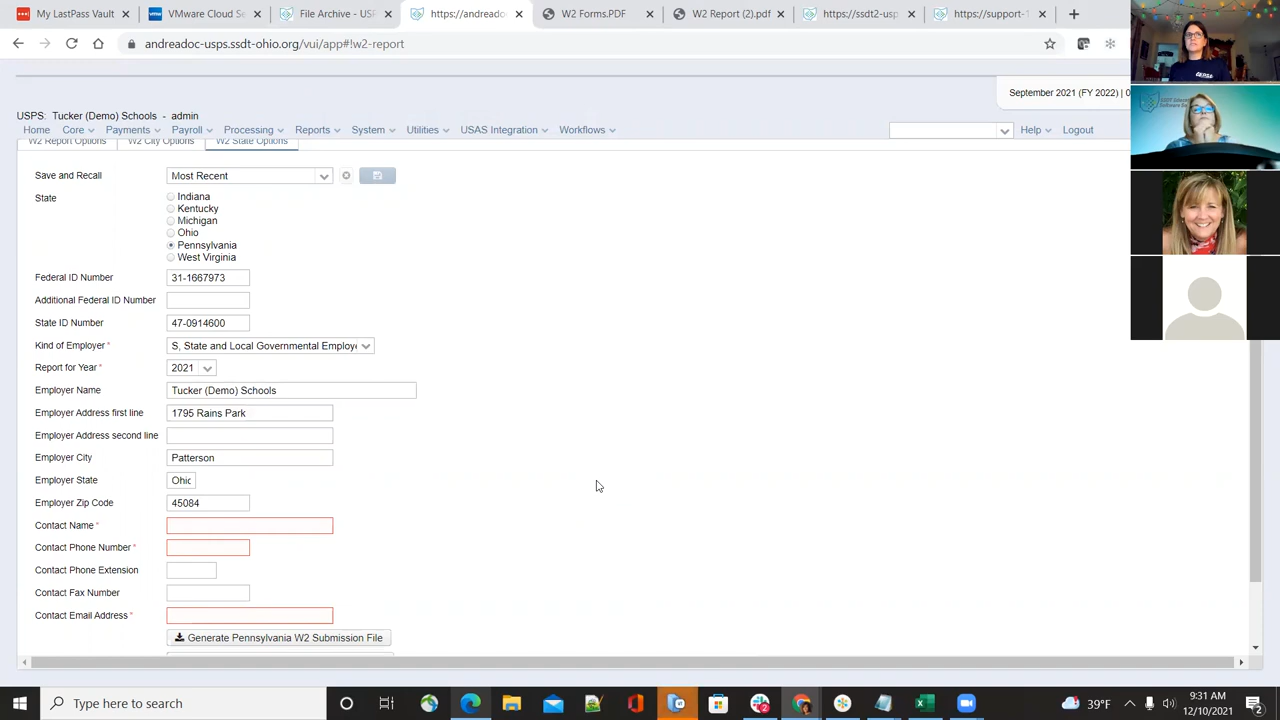 My LastPass Vault
VMware Cloud Se
File Archive - USP
https://andreadoc
W2 Forms.PDF
W2 Report (2).pdf
https://ssdt2-usp
https://support-1
andreadoc-usps.ssdt-ohio.org/vui/app#!w2-report
September 2021 (FY 2022) | 0
USPS: Tucker (Demo) Schools - admin
Home Core Payments Payroll Processing Reports System Utilities USAS Integration Workflows Help Logout
W2 Report Options W2 City Options W2 State Options
Save and Recall Most Recent
State Indiana
Kentucky
Michigan
Ohio
Pennsylvania
West Virginia
Federal ID Number 31-1667973
Additional Federal ID Number
State ID Number 47-0914600
Kind of Employer* S, State and Local Governmental Employe
Report for Year* 2021
Employer Name Tucker (Demo) Schools
Employer Address first line 1795 Rains Park
Employer Address second line
Employer City Patterson
Employer State Ohio
Employer Zip Code 45084
Contact Name*
Contact Phone Number*
Contact Phone Extension
Contact Fax Number
Contact Email Address*
Generate Pennsylvania W2 Submission File
Type here to search
39°F
9:31 AM
12/10/2021
2